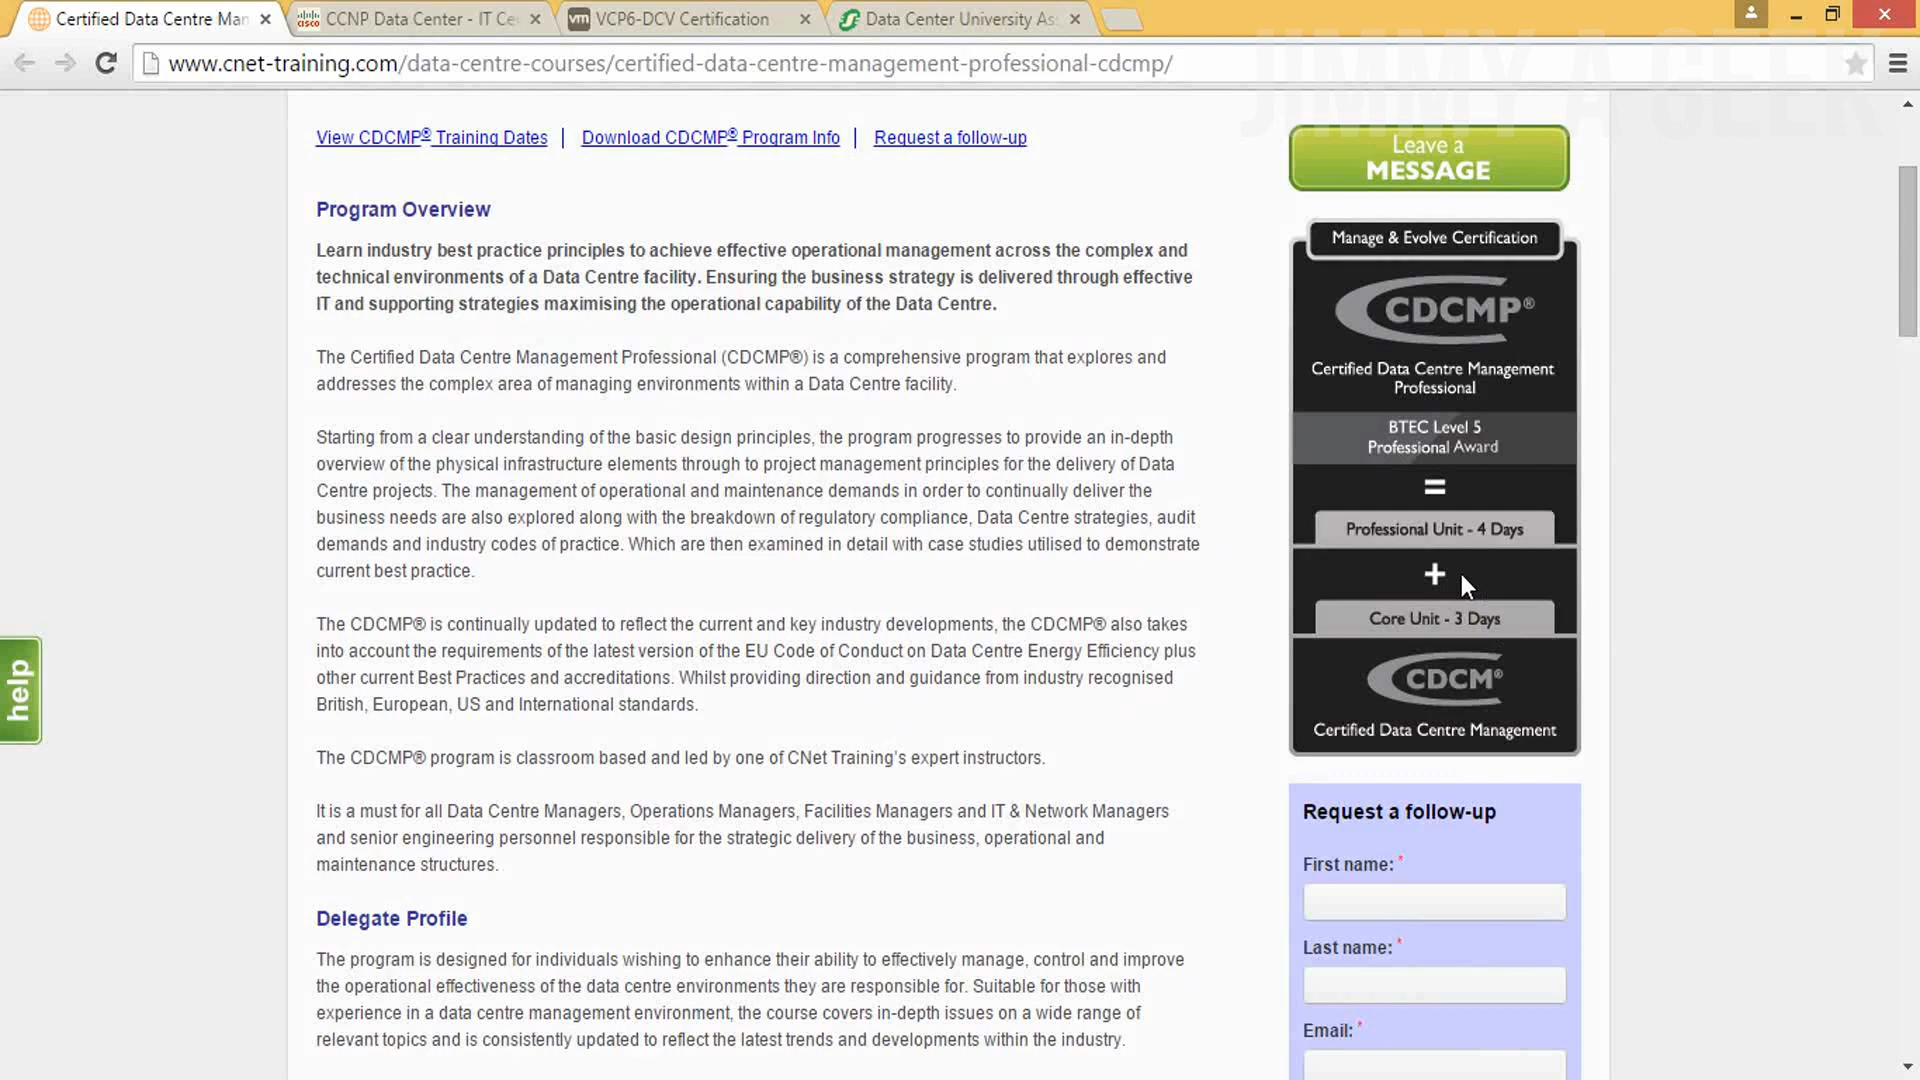 Certified Data Centre Man
CCNP Data Center - IT Ce
VCP6-DCV Certification
Data Center University As
www.cnet-training.com/data-centre-courses/certified-data-centre-management-professional-cdcmp/
JIMMY A GEEK
View CDCMP® Training Dates | Download CDCMP® Program Info | Request a follow-up
Program Overview
Learn industry best practice principles to achieve effective operational management across the complex and
technical environments of a Data Centre facility. Ensuring the business strategy is delivered through effective
IT and supporting strategies maximising the operational capability of the Data Centre.
The Certified Data Centre Management Professional (CDCMP®) is a comprehensive program that explores and
addresses the complex area of managing environments within a Data Centre facility.
Starting from a clear understanding of the basic design principles, the program progresses to provide an in-depth
overview of the physical infrastructure elements through to project management principles for the delivery of Data
Centre projects. The management of operational and maintenance demands in order to continually deliver the
business needs are also explored along with the breakdown of regulatory compliance, Data Centre strategies, audit
demands and industry codes of practice. Which are then examined in detail with case studies utilised to demonstrate
current best practice.
The CDCMP® is continually updated to reflect the current and key industry developments, the CDCMP® also takes
into account the requirements of the latest version of the EU Code of Conduct on Data Centre Energy Efficiency plus
other current Best Practices and accreditations. Whilst providing direction and guidance from industry recognised
British, European, US and International standards.
The CDCMP® program is classroom based and led by one of CNet Training's expert instructors.
It is a must for all Data Centre Managers, Operations Managers, Facilities Managers and IT & Network Managers
and senior engineering personnel responsible for the strategic delivery of the business, operational and
maintenance structures.
Delegate Profile
The program is designed for individuals wishing to enhance their ability to effectively manage, control and improve
the operational effectiveness of the data centre environments they are responsible for. Suitable for those with
experience in a data centre management environment, the course covers in-depth issues on a wide range of
relevant topics and is consistently updated to reflect the latest trends and developments within the industry.
help
Leave a
MESSAGE
Manage & Evolve Certification
CDCMP®
Certified Data Centre Management
Professional
BTEC Level 5
Professional Award
=
Professional Unit - 4 Days
+
Core Unit - 3 Days
CDCM®
Certified Data Centre Management
Request a follow-up
First name: *
Last name: *
Email: *